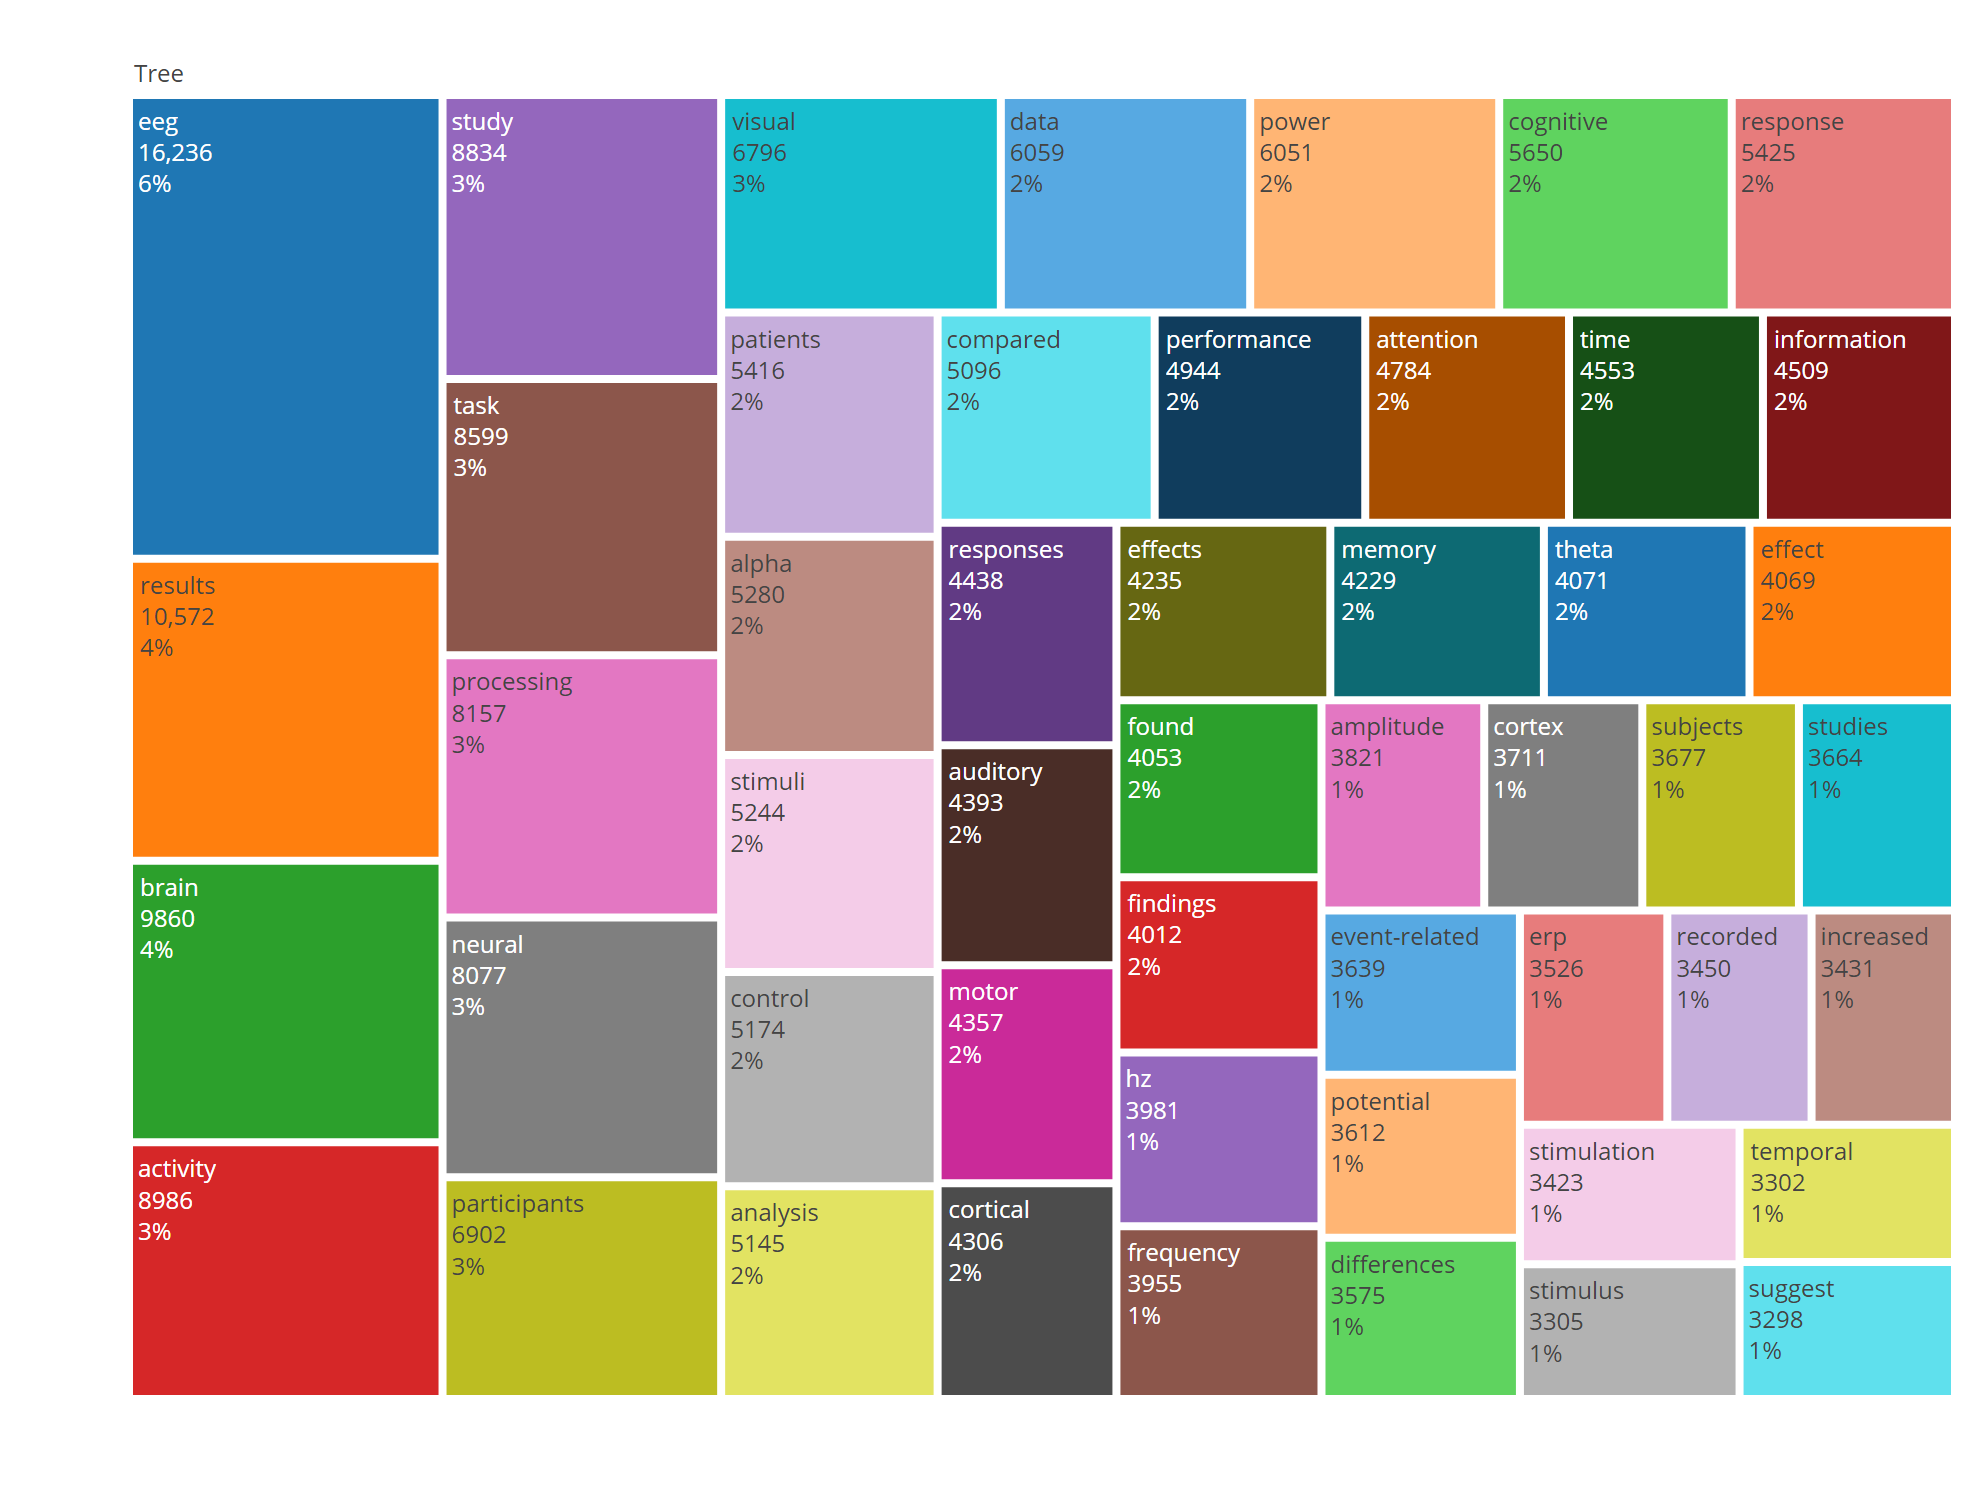 Tree
eeg
16,236
6%
results
10,572
4%
brain
9860
4%
activity
8986
3%
study
8834
3%
task
8599
3%
processing
8157
3%
neural
8077
3%
participants
6902
3%
visual
6796
3%
data
6059
2%
power
6051
2%
cognitive
5650
2%
response
5425
2%
patients
5416
2%
alpha
5280
2%
stimuli
5244
2%
control
5174
2%
analysis
5145
2%
compared
5096
2%
performance
4944
2%
attention
4784
2%
time
4553
2%
information
4509
2%
responses
4438
2%
auditory
4393
2%
motor
4357
2%
cortical
4306
2%
effects
4235
2%
memory
4229
2%
theta
4071
2%
effect
4069
2%
found
4053
2%
findings
4012
2%
hz
3981
1%
frequency
3955
1%
amplitude
3821
1%
cortex
3711
1%
subjects
3677
1%
studies
3664
1%
event-related
3639
1%
potential
3612
1%
differences
3575
1%
erp
3526
1%
recorded
3450
1%
increased
3431
1%
stimulation
3423
1%
stimulus
3305
1%
temporal
3302
1%
suggest
3298
1%